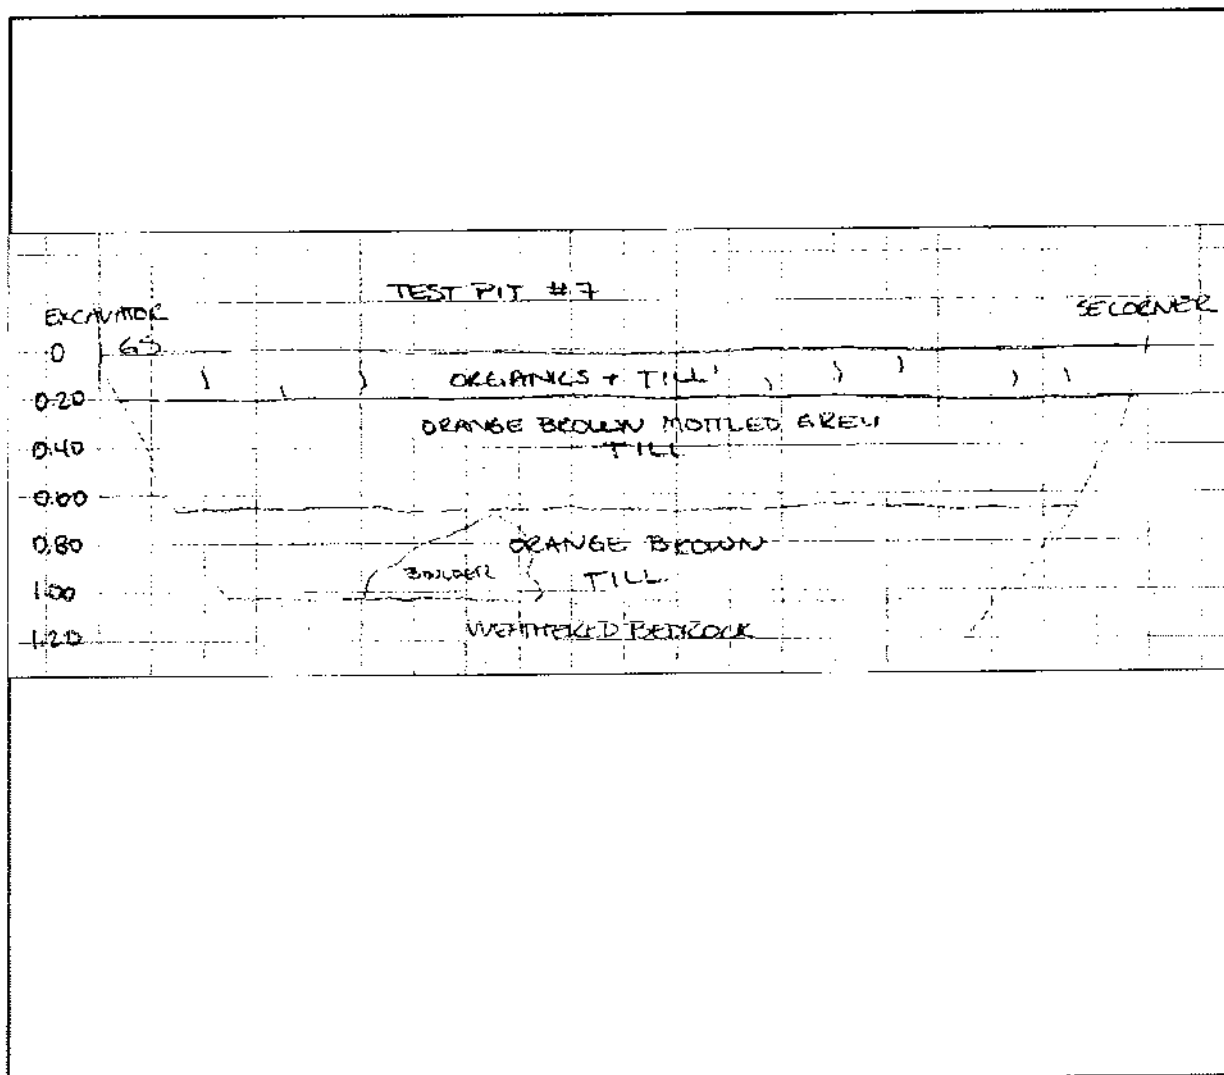 TEST PIT #7
EXCAVATOR
SE CORNER
0 GS
ORGANICS + TILL
0.20
ORANGE BROWN MOTTLED GREY
0.40 TILL
0.60
0.80 ORANGE BROWN
BOULDER
1.00 TILL
1.20 WEATHERED BEDROCK